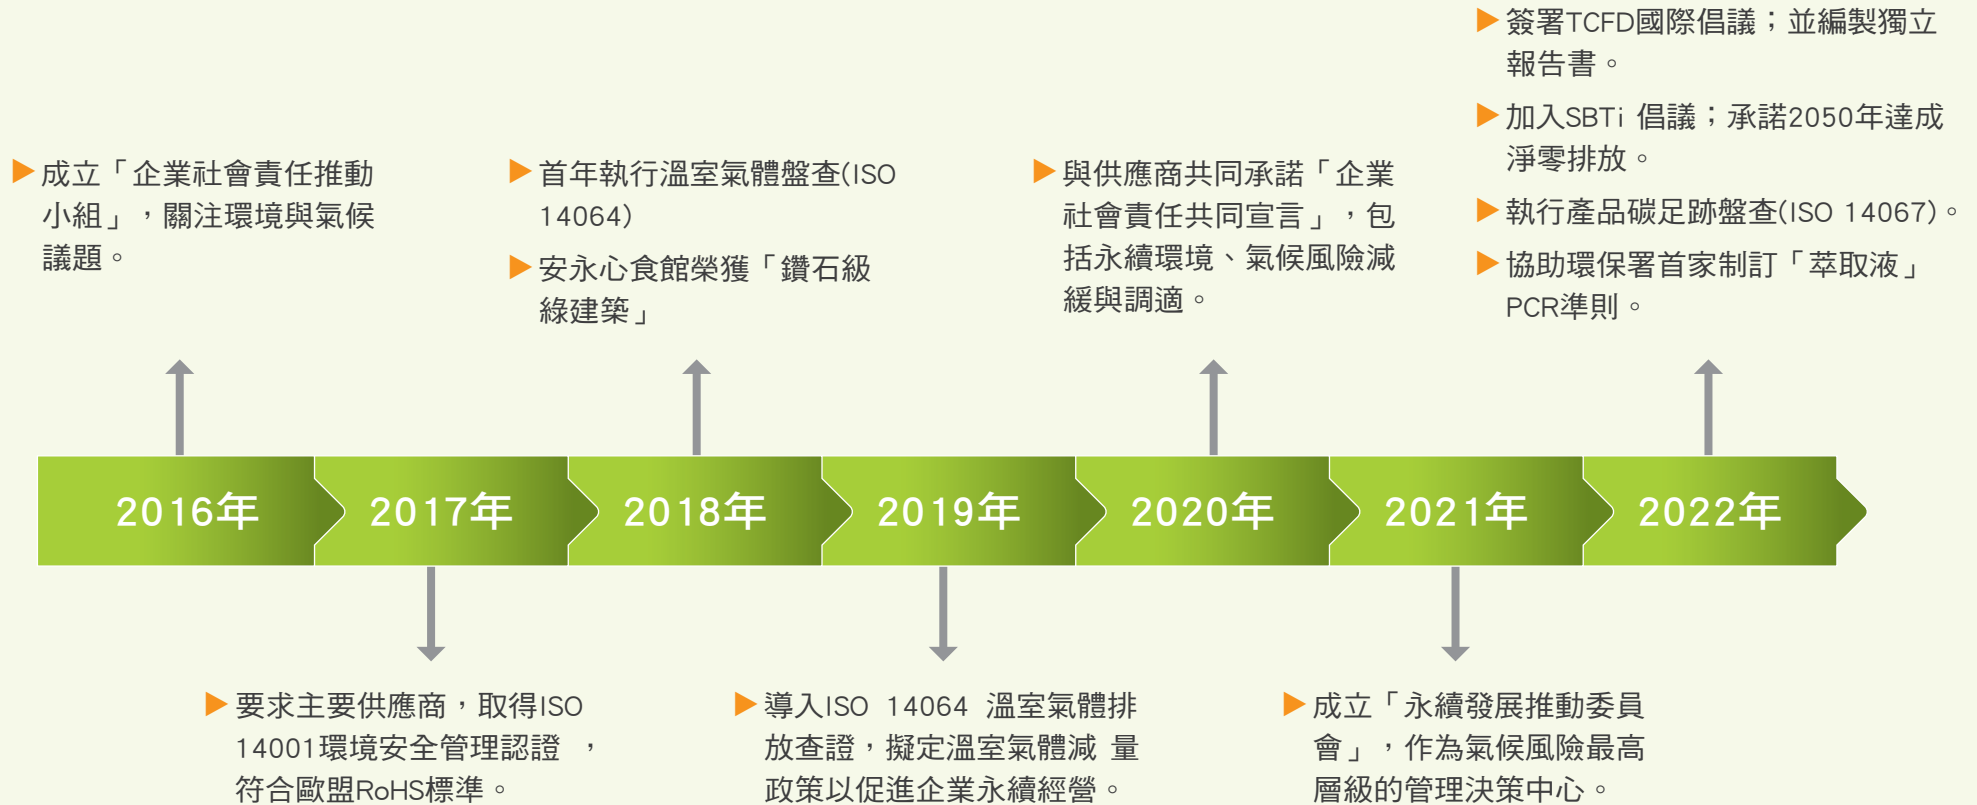 成立「企業社會責任推動
小組」，關注環境與氣候
議題。
首年執行溫室氣體盤查(ISO
14064)
安永心食館榮獲「鑽石級
綠建築」
與供應商共同承諾「企業
社會責任共同宣言」，包
括永續環境、氣候風險減
緩與調適。
簽署TCFD國際倡議；並編製獨立
報告書。
加入SBTi 倡議；承諾2050年達成
淨零排放。
執行產品碳足跡盤查(ISO 14067)。
協助環保署首家制訂「萃取液」
PCR準則。
2016年
2017年
2018年
2019年
2020年
2021年
2022年
要求主要供應商，取得ISO
14001環境安全管理認證 ，
符合歐盟RoHS標準。
導入ISO 14064 溫室氣體排
放查證，擬定溫室氣體減 量
政策以促進企業永續經營。
成立「永續發展推動委員
會」，作為氣候風險最高
層級的管理決策中心。